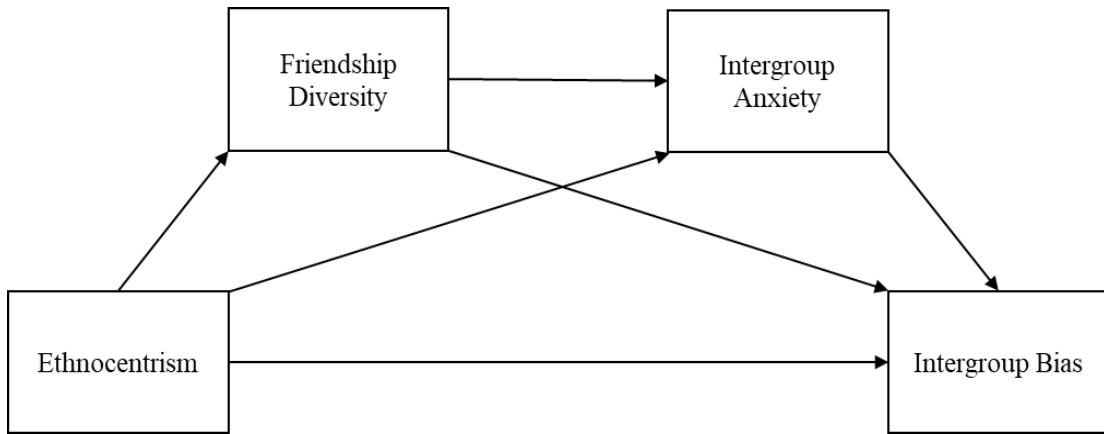 Friendship
Diversity
Intergroup
Anxiety
Ethnocentrism
Intergroup Bias